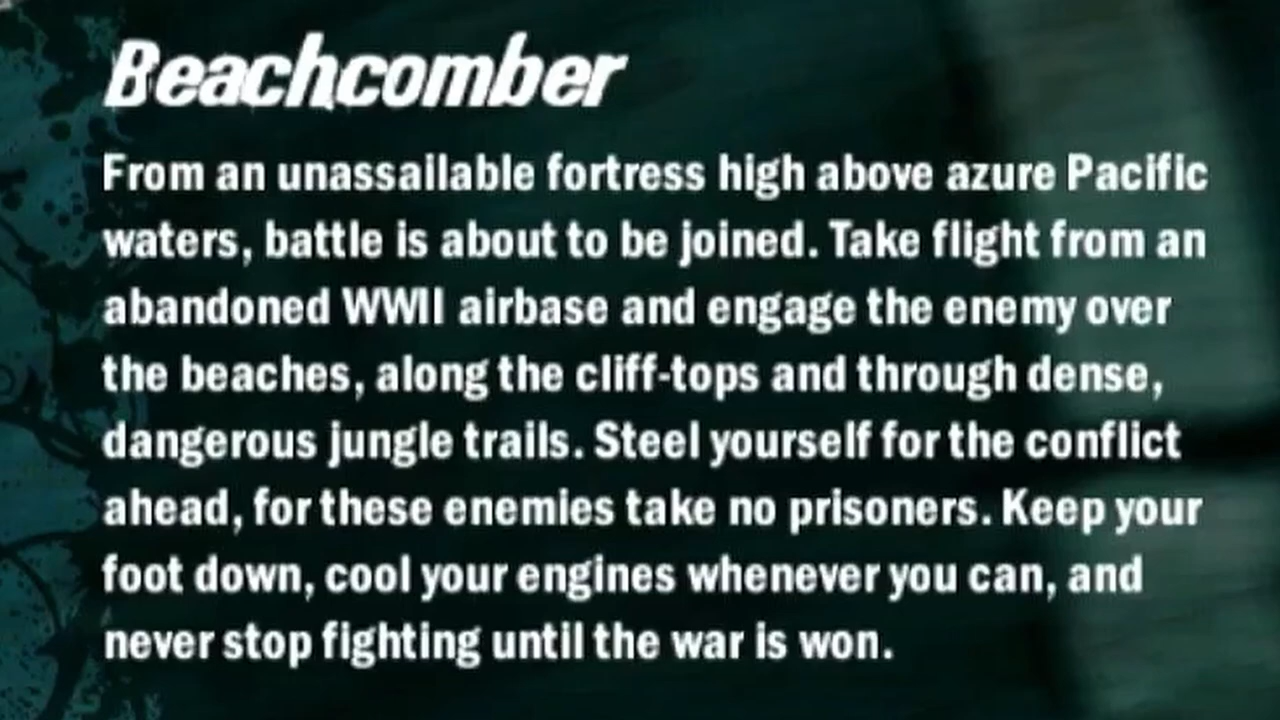 Beachcomber
From an unassailable fortress high above azure Pacific
waters, battle is about to be joined. Take flight from an
abandoned WWII airbase and engage the enemy over
the beaches, along the cliff-tops and through dense,
dangerous jungle trails. Steel yourself for the conflict
ahead, for these enemies take no prisoners. Keep your
foot down, cool your engines whenever you can, and
never stop fighting until the war is won.